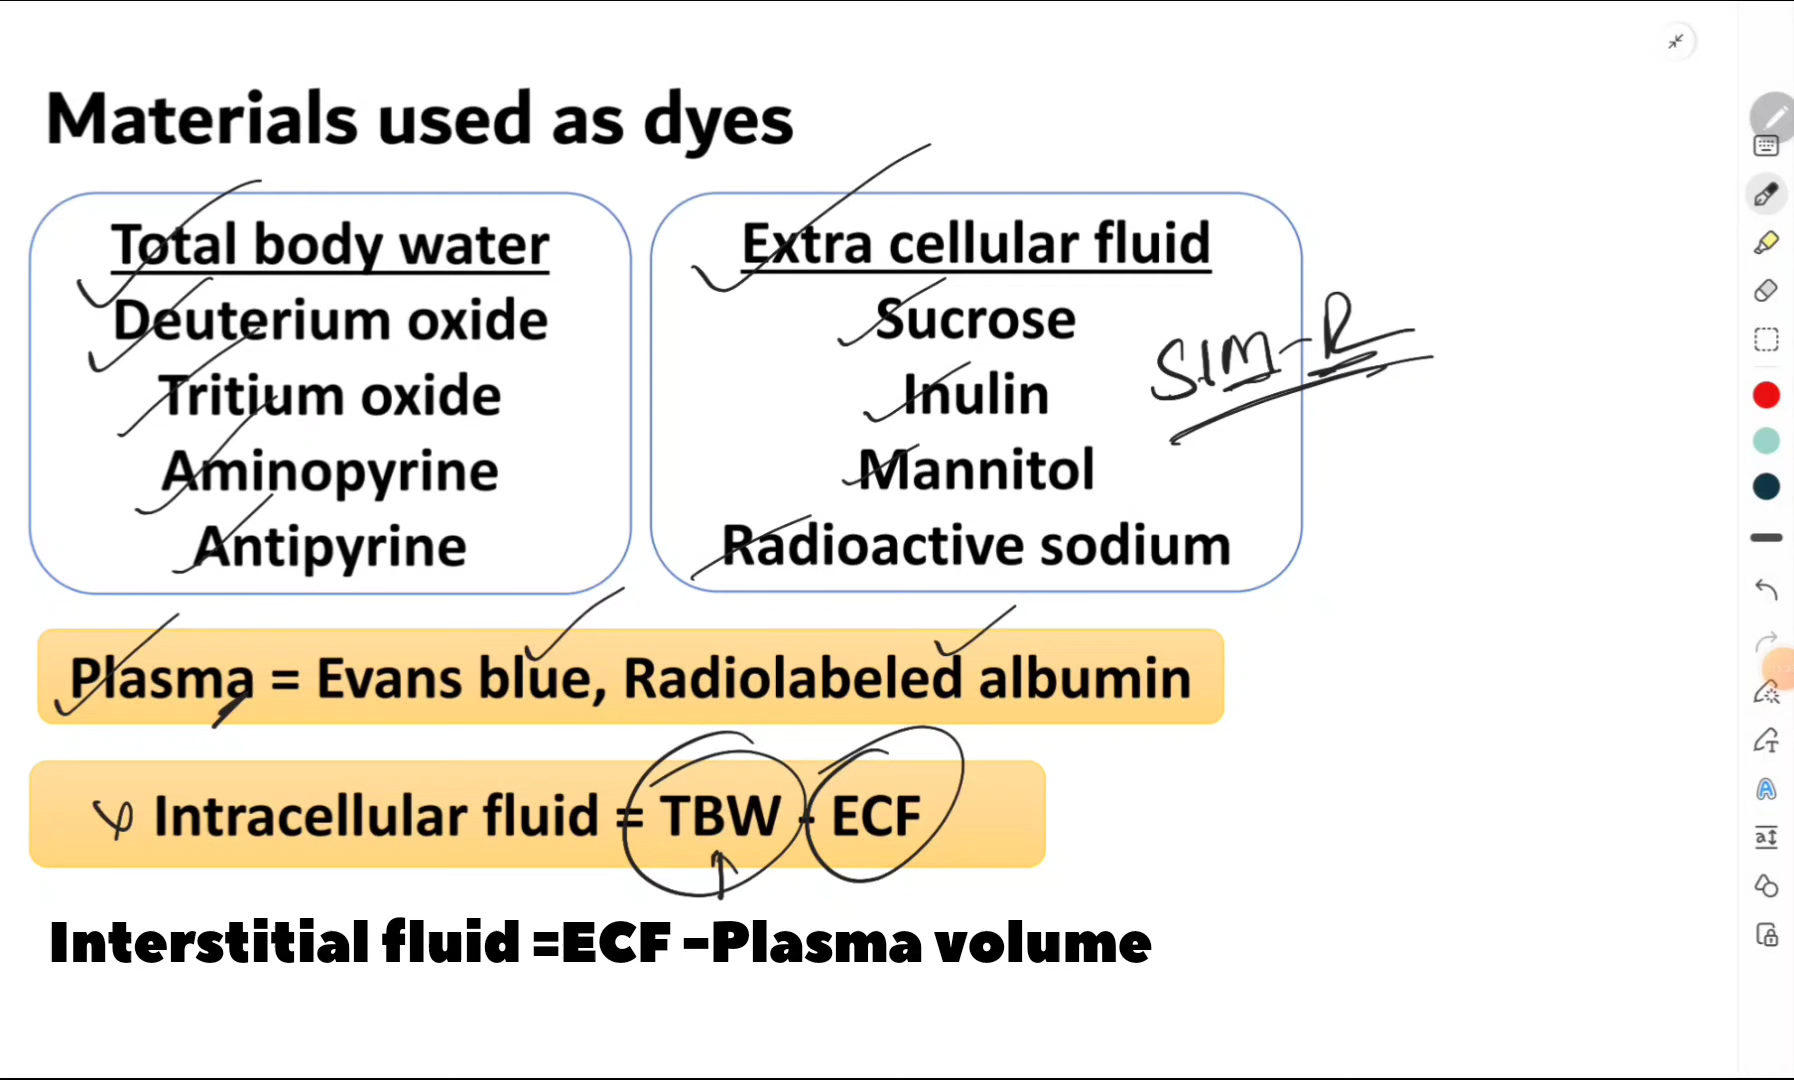 Materials used as dyes
Total body water
Deuterium oxide
Tritium oxide
Aminopyrine
Antipyrine
Extra cellular fluid
Sucrose
Inulin
Mannitol
Radioactive sodium
SIM-R
Plasma = Evans blue, Radiolabeled albumin
Intracellular fluid = TBW - ECF
Interstitial fluid =ECF -Plasma volume